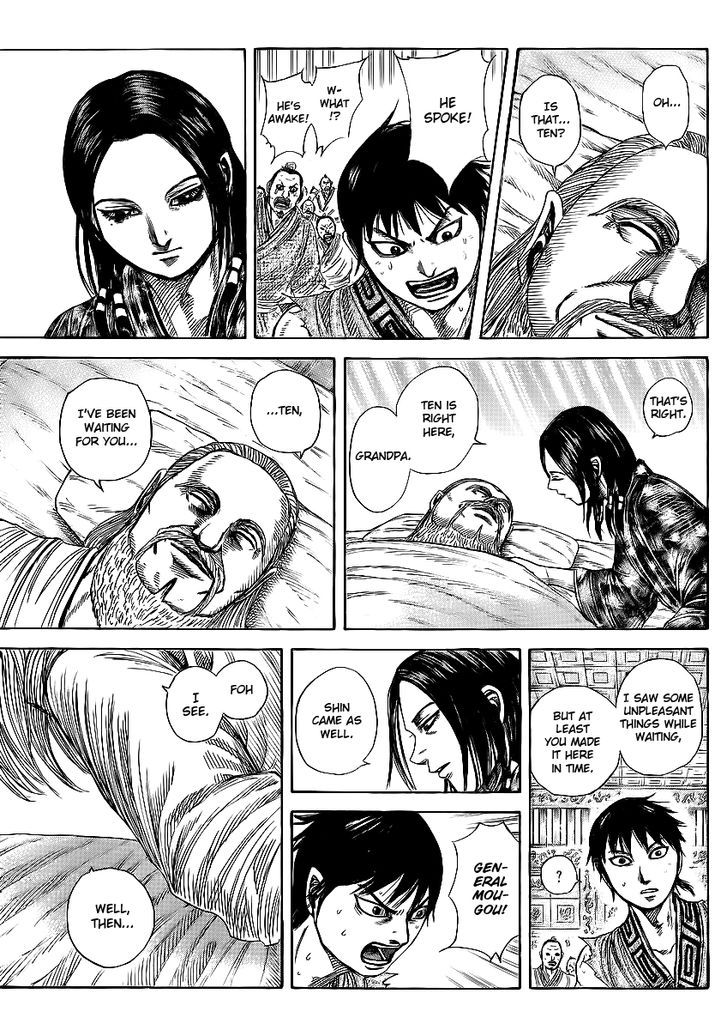 OH...
IS
THAT...
TEN?
HE
SPOKE!
W-
WHAT
!?
HE'S
AWAKE!
THAT'S
RIGHT.
TEN IS
RIGHT
HERE,
GRANDPA.
...TEN,
I'VE BEEN
WAITING
FOR YOU...
I SAW SOME
UNPLEASANT
THINGS WHILE
WAITING,
BUT AT
LEAST
YOU MADE
IT HERE
IN TIME.
?
SHIN
CAME AS
WELL.
GEN-
ERAL
MOU-
GOU!
FOH
I
SEE.
WELL,
THEN...